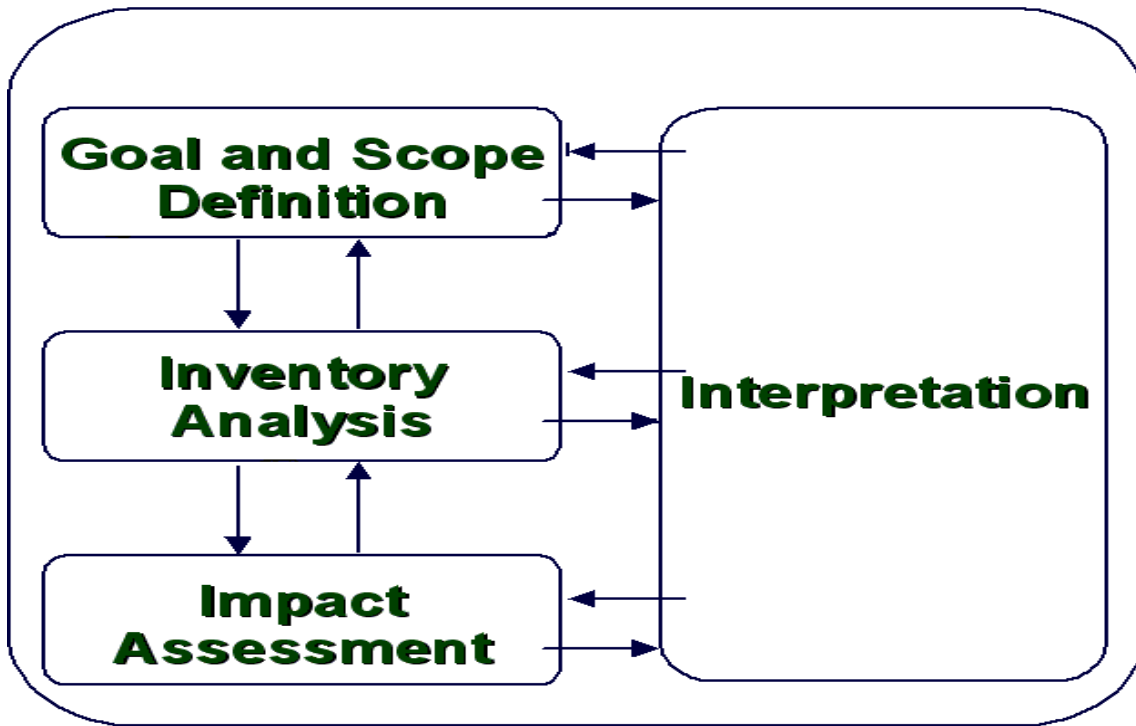 Goal and Scope
Definition
Inventory
Analysis
Interpretation
Impact
Assessment